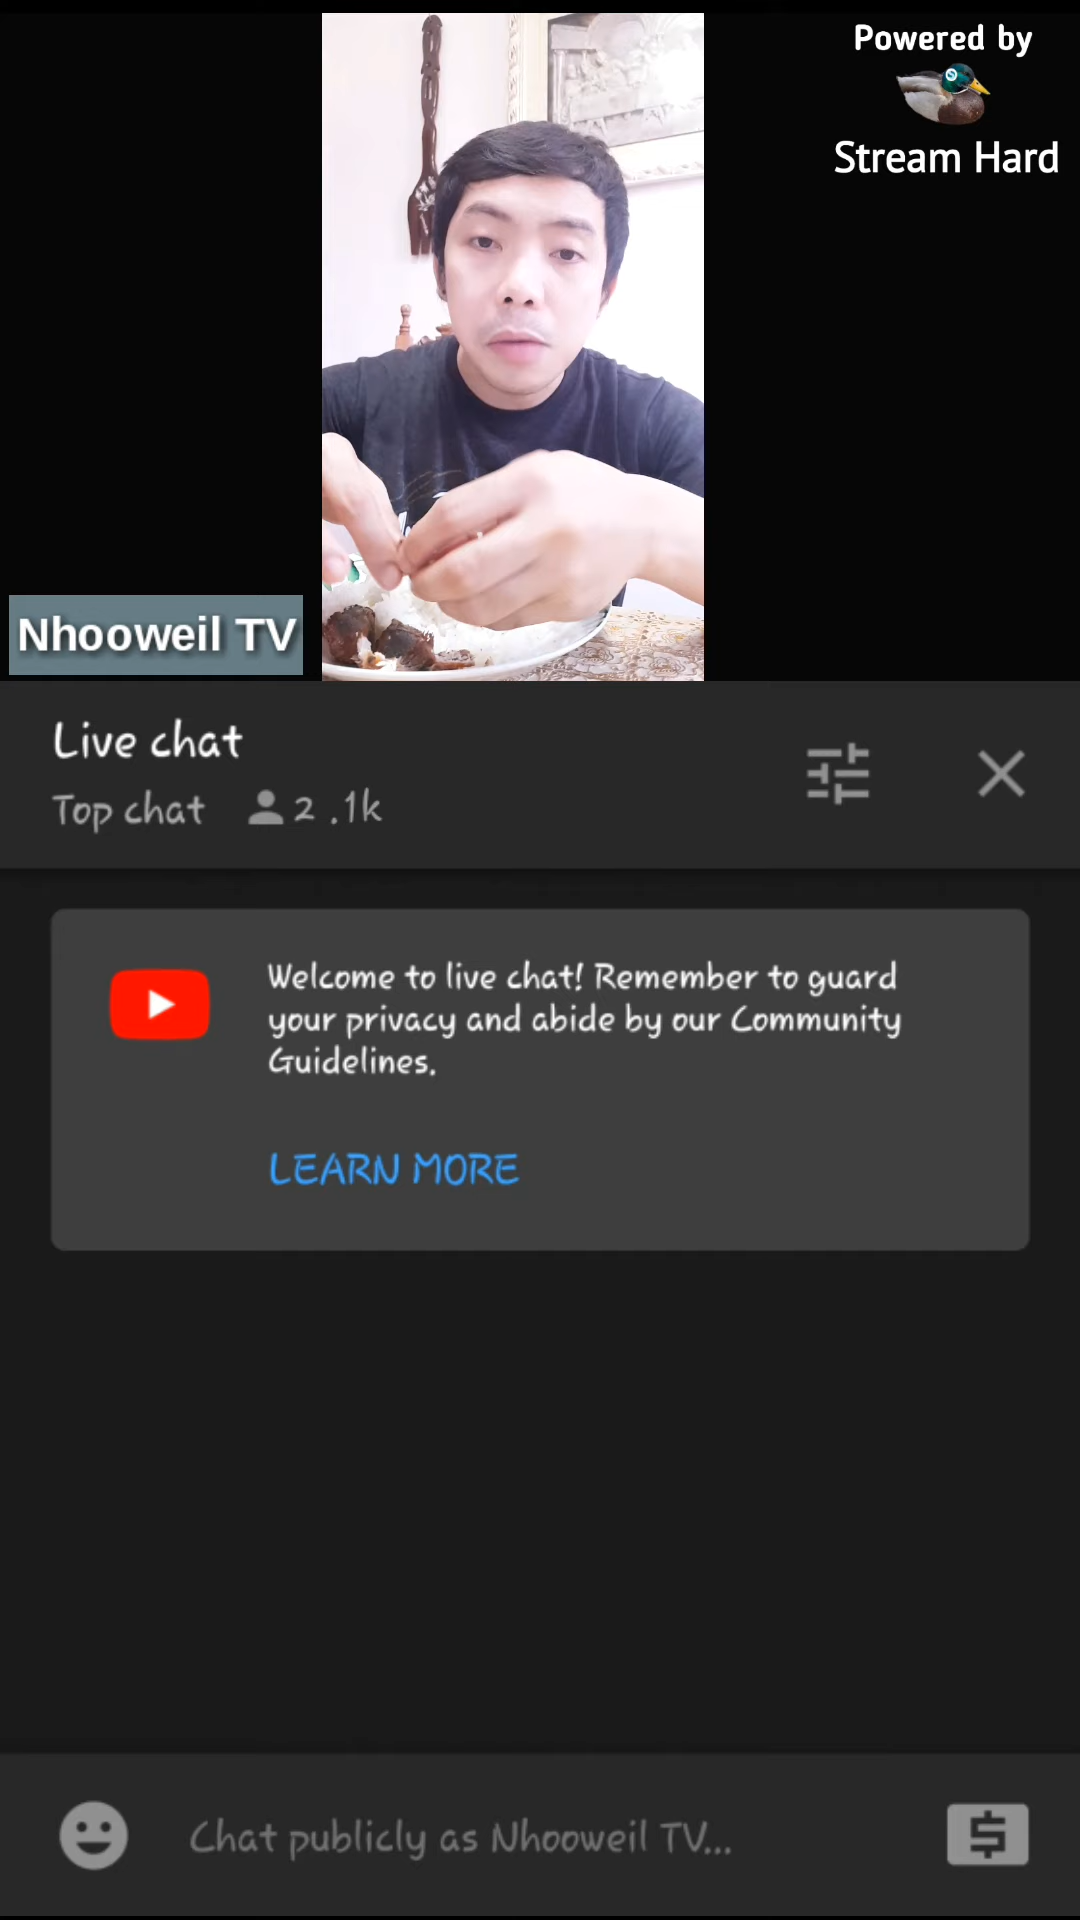 Powered by
Stream Hard
Nhooweil TV
Live chat
Top chat 2 .1k
Welcome to live chat! Remember to guard
your privacy and abide by our Community
Guidelines.
LEARN MORE
Chat publicly as Nhooweil TV...